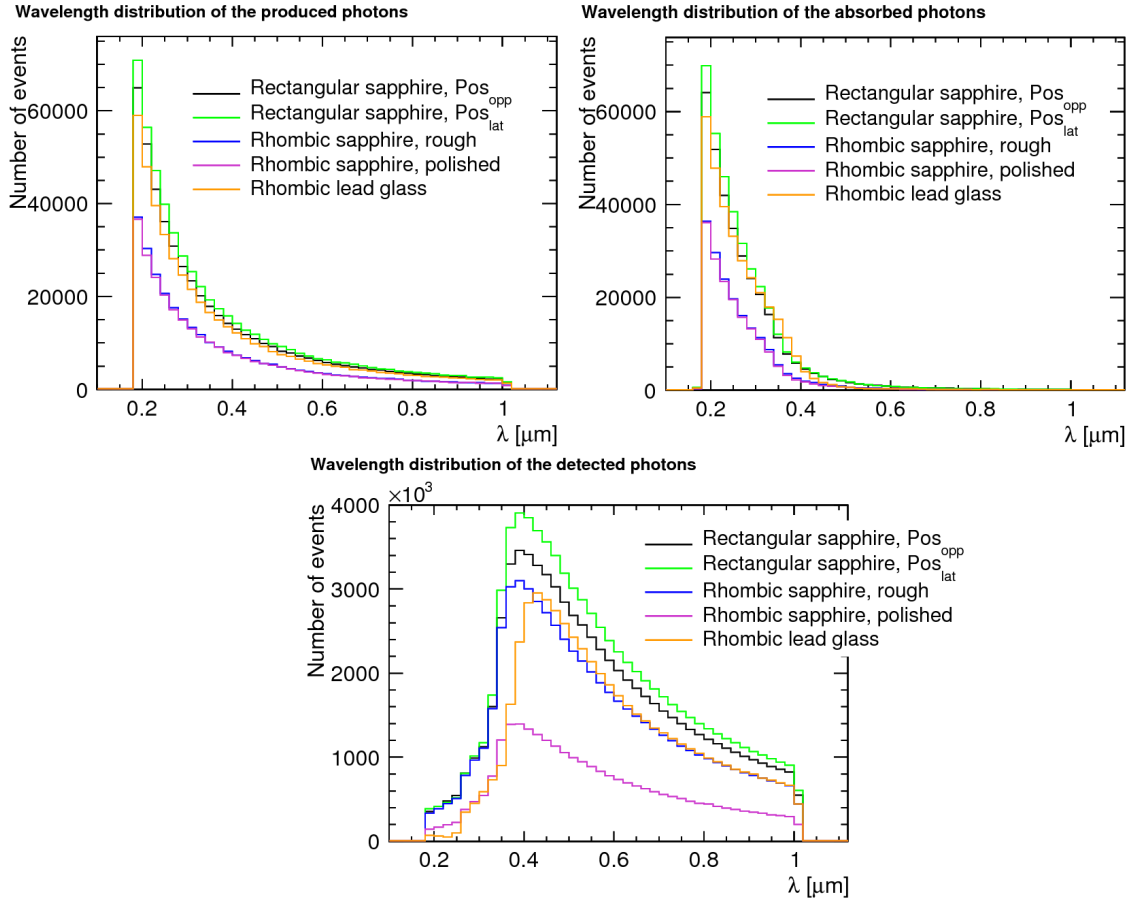 Wavelength distribution of the produced photons
Number of events
60000
40000
20000
0
Rectangular sapphire, Pos_opp
Rectangular sapphire, Pos_lat
Rhombic sapphire, rough
Rhombic sapphire, polished
Rhombic lead glass
0.2 0.4 0.6 0.8 1
λ [μm]
Wavelength distribution of the absorbed photons
Number of events
60000
40000
20000
0
Rectangular sapphire, Pos_opp
Rectangular sapphire, Pos_lat
Rhombic sapphire, rough
Rhombic sapphire, polished
Rhombic lead glass
0.2 0.4 0.6 0.8 1
λ [μm]
Wavelength distribution of the detected photons
×10³
Number of events
4000
3000
2000
1000
0
Rectangular sapphire, Pos_opp
Rectangular sapphire, Pos_lat
Rhombic sapphire, rough
Rhombic sapphire, polished
Rhombic lead glass
0.2 0.4 0.6 0.8 1
λ [μm]